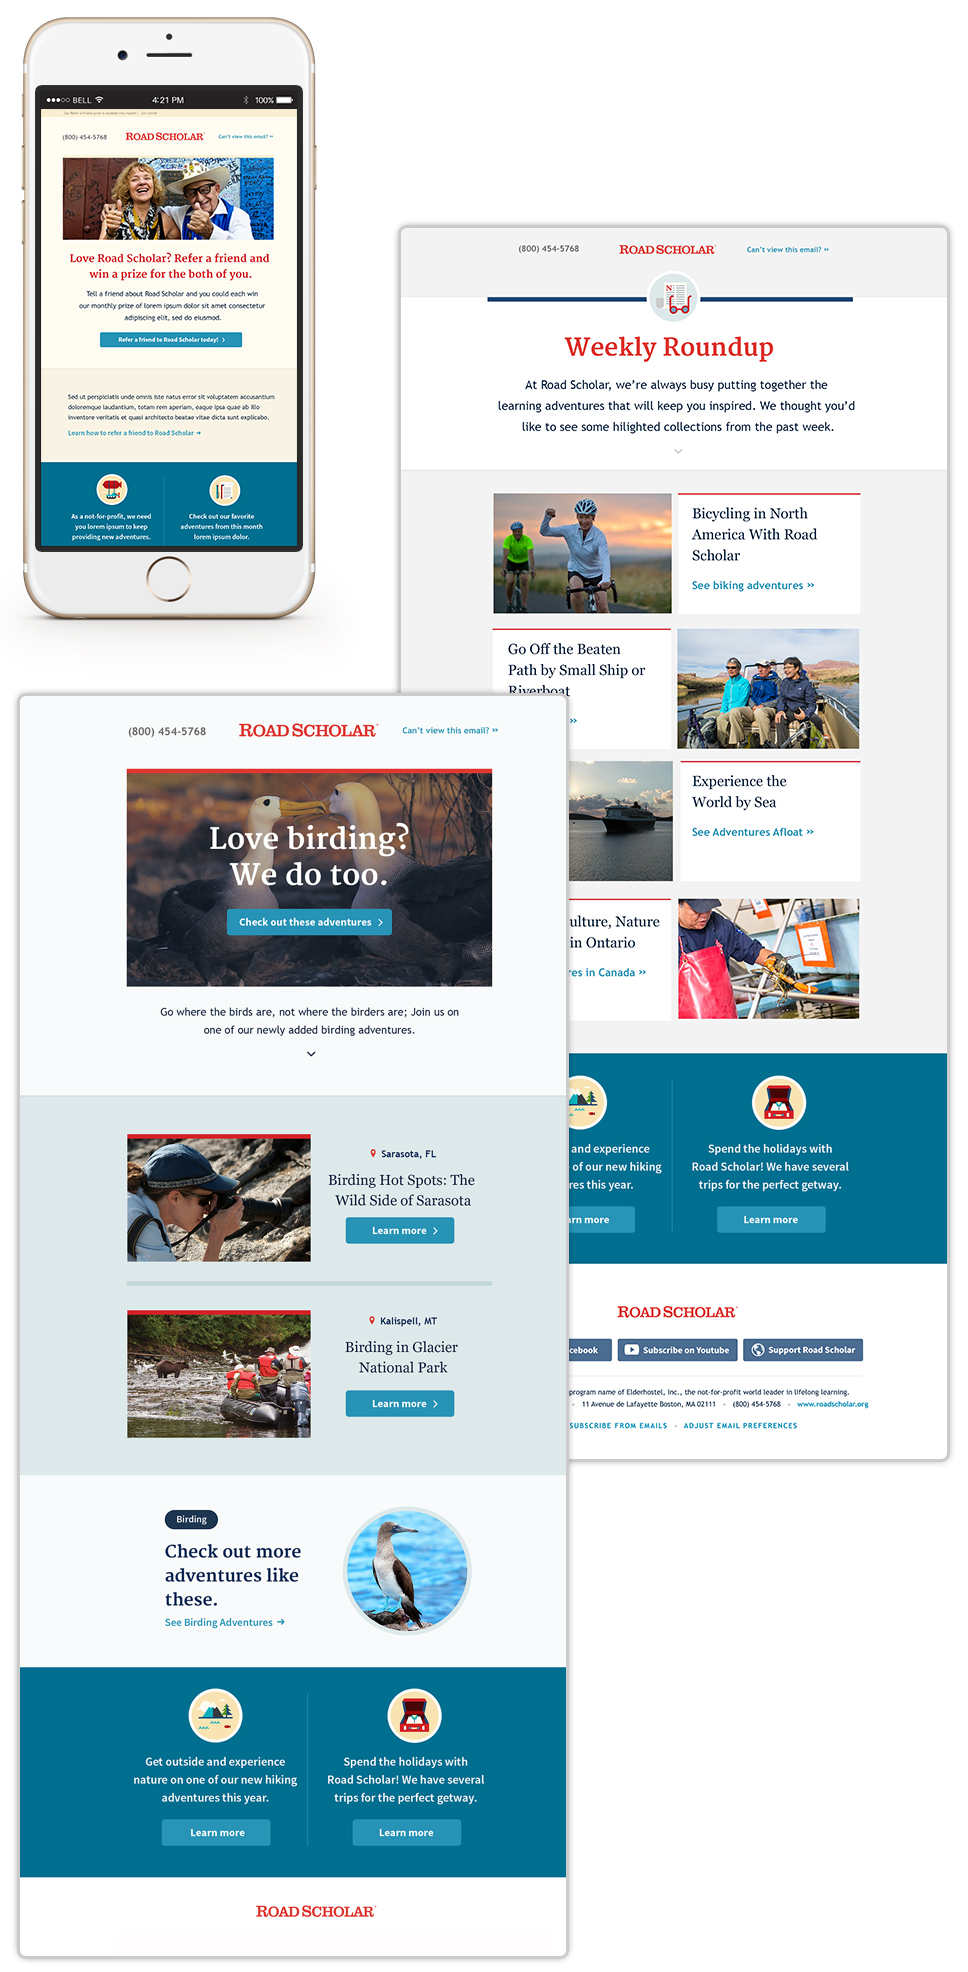 ●●●○○ BELL
4:21 PM
100%
(800) 454-5768
ROAD SCHOLAR
Can't view this email? »
Love Road Scholar? Refer a friend and
win a prize for the both of you.
Tell a friend about Road Scholar and you could each win
our monthly prize of lorem ipsum dolor sit amet consectetur
adipiscing elit, sed do eiusmod.
Refer a friend to Road Scholar today! >
Sed ut perspiciatis unde omnis iste natus error sit voluptatem accusantium
doloremque laudantium, totam rem aperiam, eaque ipsa quae ab illo
inventore veritatis et quasi architecto beatae vitae dicta sunt explicabo.
Learn how to refer a friend to Road Scholar →
As a not-for-profit, we need
you lorem ipsum to keep
providing new adventures.
Check out our favorite
adventures from this month
lorem ipsum dolor.
(800) 454-5768
ROAD SCHOLAR
Can't view this email? »
N
Weekly Roundup
At Road Scholar, we're always busy putting together the
learning adventures that will keep you inspired. We thought you'd
like to see some hilighted collections from the past week.
Bicycling in North
America With Road
Scholar
See biking adventures »
Go Off the Beaten
Path by Small Ship or
Riverboat
»
Experience the
World by Sea
See Adventures Afloat »
ulture, Nature
in Ontario
res in Canada »
and experience
of our new hiking
res this year.
arn more
Spend the holidays with
Road Scholar! We have several
trips for the perfect getway.
Learn more
ROAD SCHOLAR
cebook
Subscribe on Youtube
Support Road Scholar
program name of Elderhostel, Inc., the not-for-profit world leader in lifelong learning.
• 11 Avenue de Lafayette Boston, MA 02111 • (800) 454-5768 • www.roadscholar.org
SUBSCRIBE FROM EMAILS • ADJUST EMAIL PREFERENCES
(800) 454-5768
ROAD SCHOLAR
Can't view this email? »
Love birding?
We do too.
Check out these adventures >
Go where the birds are, not where the birders are; Join us on
one of our newly added birding adventures.
Sarasota, FL
Birding Hot Spots: The
Wild Side of Sarasota
Learn more >
Kalispell, MT
Birding in Glacier
National Park
Learn more >
Birding
Check out more
adventures like
these.
See Birding Adventures →
Get outside and experience
nature on one of our new hiking
adventures this year.
Learn more
Spend the holidays with
Road Scholar! We have several
trips for the perfect getway.
Learn more
ROAD SCHOLAR